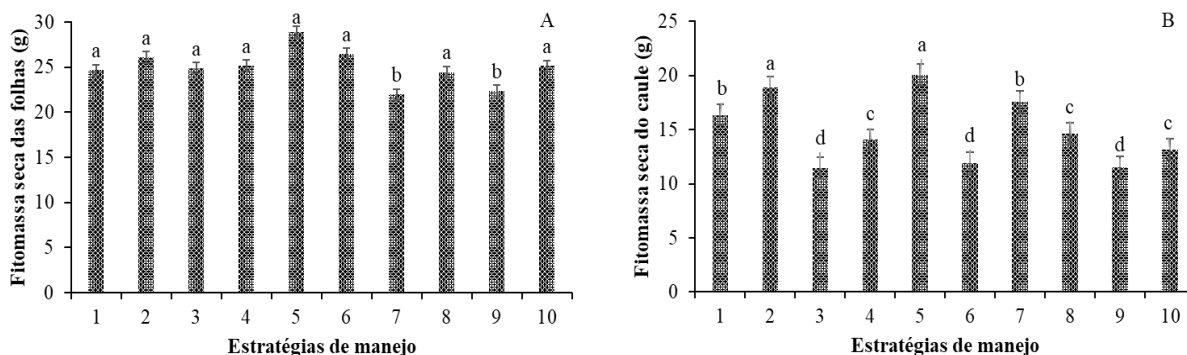 A
Fitomassa seca das folhas (g)
30
25
20
15
10
5
0
a a a a a a b a b a
1 2 3 4 5 6 7 8 9 10
Estratégias de manejo
B
Fitomassa seca do caule (g)
25
20
15
10
5
0
b a d c a d b c d c
1 2 3 4 5 6 7 8 9 10
Estratégias de manejo